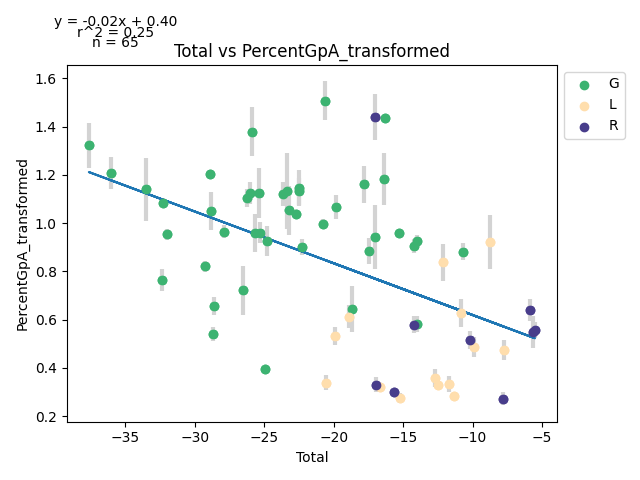 y = -0.02x + 0.40
r^2 = 0.25
n = 65
Total vs PercentGpA_transformed
G
L
R
PercentGpA_transformed
1.6
1.4
1.2
1.0
0.8
0.6
0.4
0.2
−35 −30 −25 −20 −15 −10 −5
Total